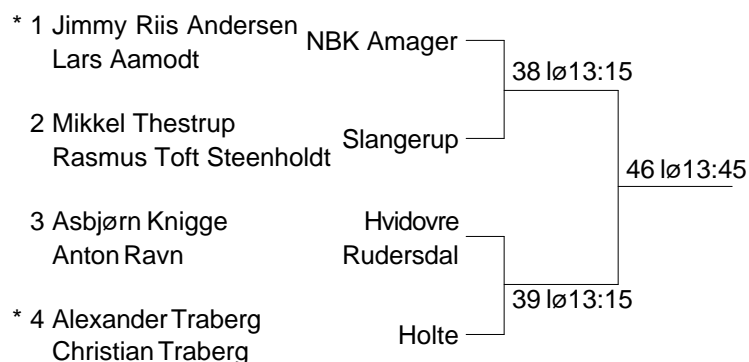 * 1 Jimmy Riis Andersen NBK Amager
Lars Aamodt
38 lø13:15
2 Mikkel Thestrup Slangerup
Rasmus Toft Steenholdt
46 lø13:45
3 Asbjørn Knigge Hvidovre
Anton Ravn Rudersdal
39 lø13:15
* 4 Alexander Traberg Holte
Christian Traberg